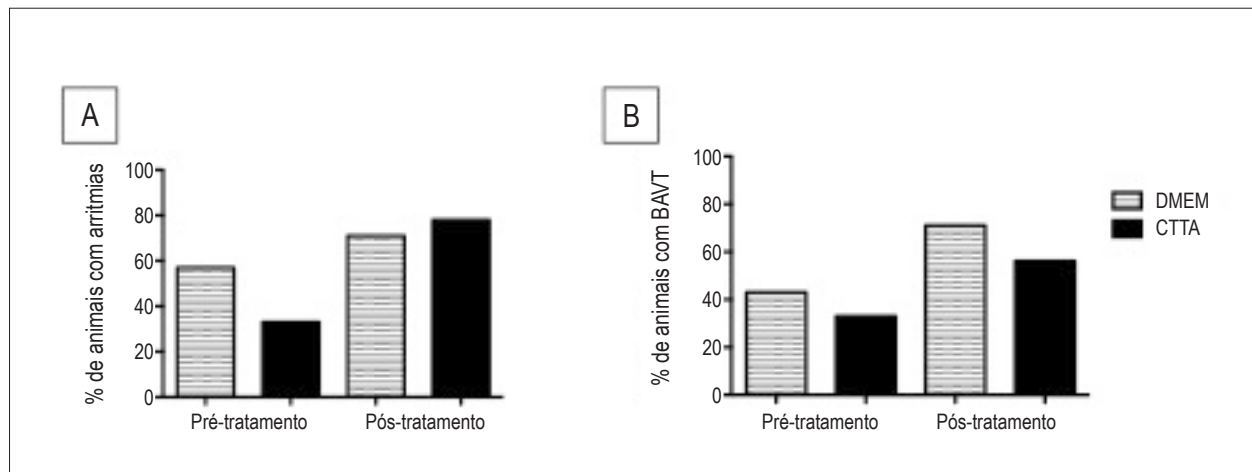 A
% de animais com arritmias
100
80
60
40
20
0
Pré-tratamento
Pós-tratamento
B
% de animais com BAVT
100
80
60
40
20
0
Pré-tratamento
Pós-tratamento
DMEM
CTTA